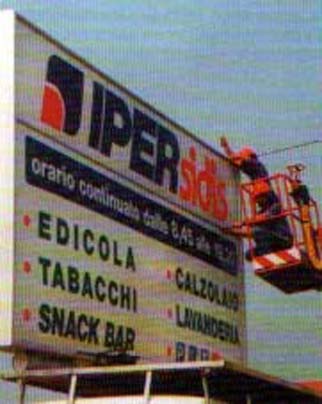 IPERsidis
orario continuato dalle 8,45 alle
EDICOLA
TABACCHI
SNACK BAR
CALZOLAIO
LAVANDERIA